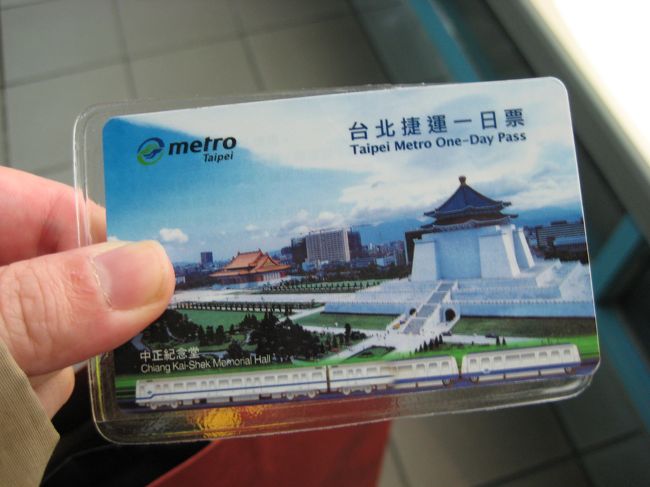 metro
Taipei
台北捷運一日票
Taipei Metro One-Day Pass
中正紀念堂
Chiang Kai-Shek Memorial Hall